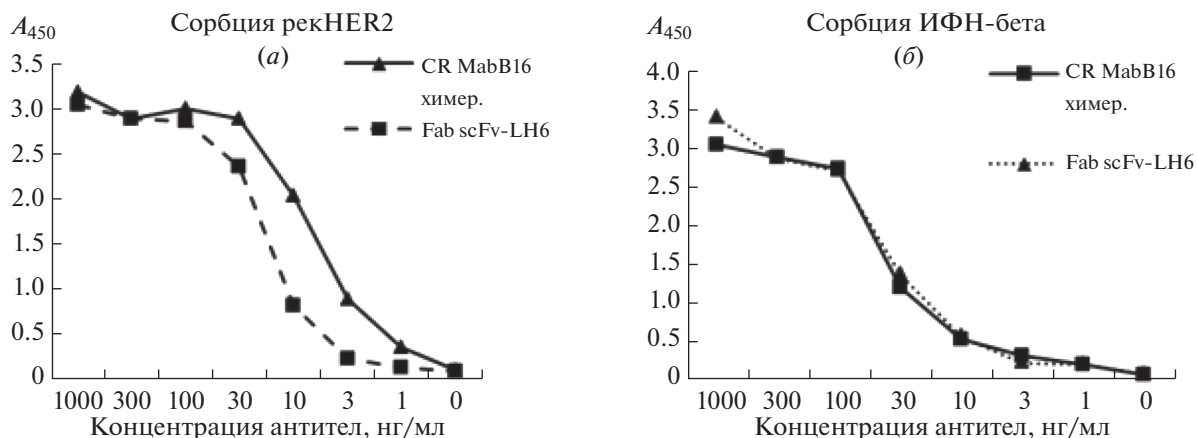 A450
Сорбция рекHER2
(а)
CR MabB16
химер.
Fab scFv-LH6
3.5
3.0
2.5
2.0
1.5
1.0
0.5
0
1000 300 100 30 10 3 1 0
Концентрация антител, нг/мл
A450
Сорбция ИФН-бета
(б)
CR MabB16
химер.
Fab scFv-LH6
4.0
3.5
3.0
2.5
2.0
1.5
1.0
0.5
0
1000 300 100 30 10 3 1 0
Концентрация антител, нг/мл